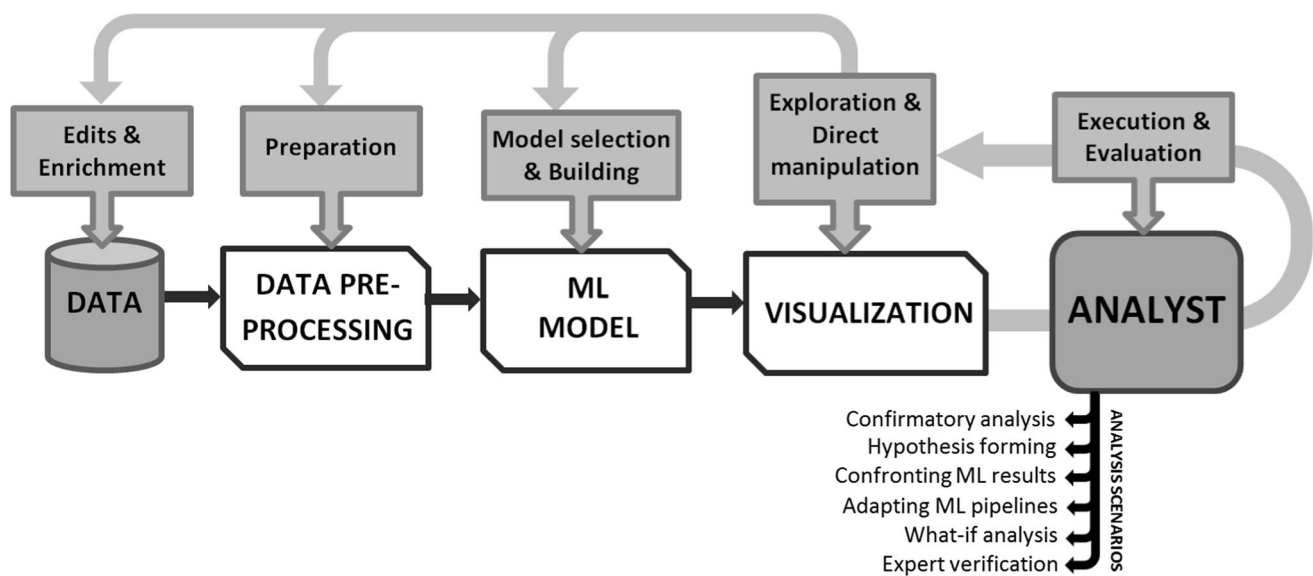 Edits &
Enrichment
Preparation
Model selection
& Building
Exploration &
Direct
manipulation
Execution &
Evaluation
DATA
DATA PRE-
PROCESSING
ML
MODEL
VISUALIZATION
ANALYST
Confirmatory analysis
Hypothesis forming
Confronting ML results
Adapting ML pipelines
What-if analysis
Expert verification
ANALYSIS SCENARIOS